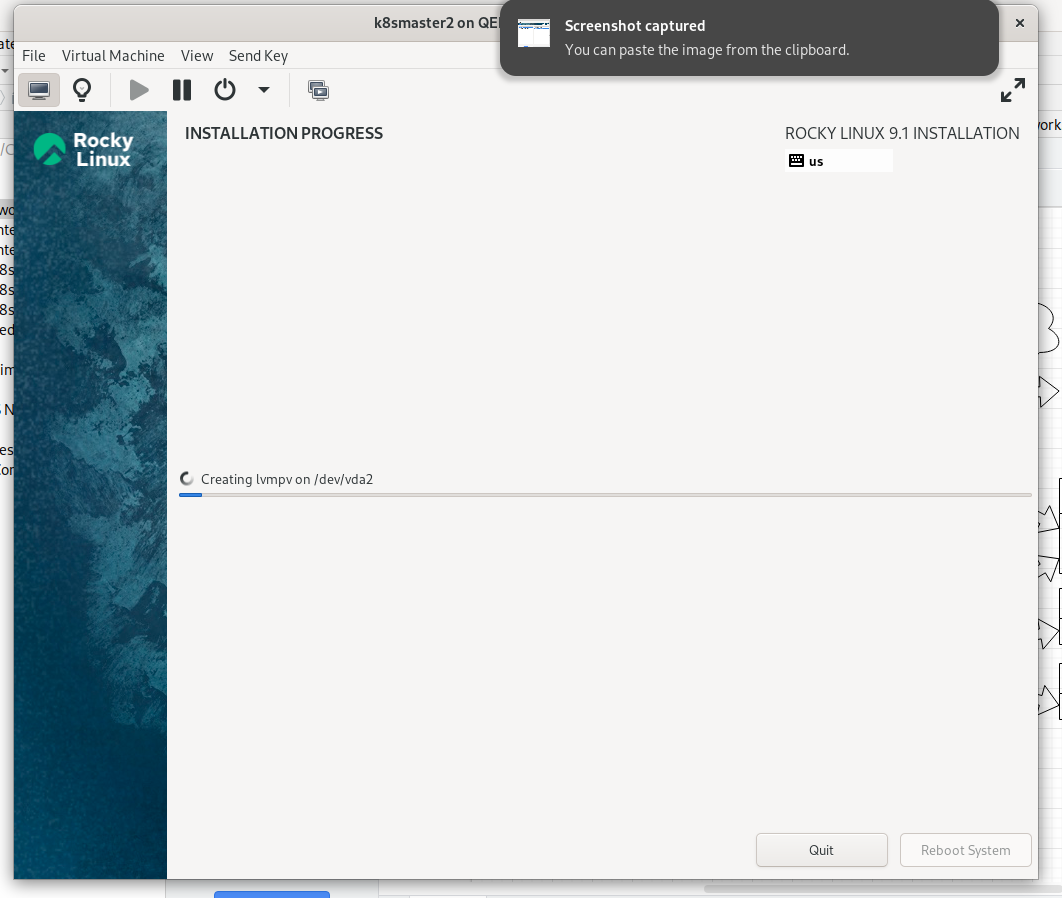 k8smaster2 on QE
Screenshot captured
You can paste the image from the clipboard.
File Virtual Machine View Send Key
Rocky
Linux
INSTALLATION PROGRESS
ROCKY LINUX 9.1 INSTALLATION
us
Creating lvmpv on /dev/vda2
Quit
Reboot System